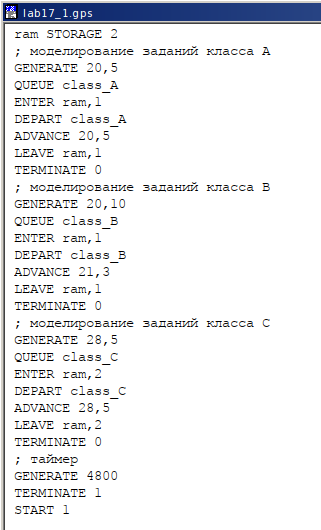 lab17_1.gps
ram STORAGE 2
; моделирование заданий класса A
GENERATE 20,5
QUEUE class_A
ENTER ram,1
DEPART class_A
ADVANCE 20,5
LEAVE ram,1
TERMINATE 0
; моделирование заданий класса B
GENERATE 20,10
QUEUE class_B
ENTER ram,1
DEPART class_B
ADVANCE 21,3
LEAVE ram,1
TERMINATE 0
; моделирование заданий класса C
GENERATE 28,5
QUEUE class_C
ENTER ram,2
DEPART class_C
ADVANCE 28,5
LEAVE ram,2
TERMINATE 0
; таймер
GENERATE 4800
TERMINATE 1
START 1